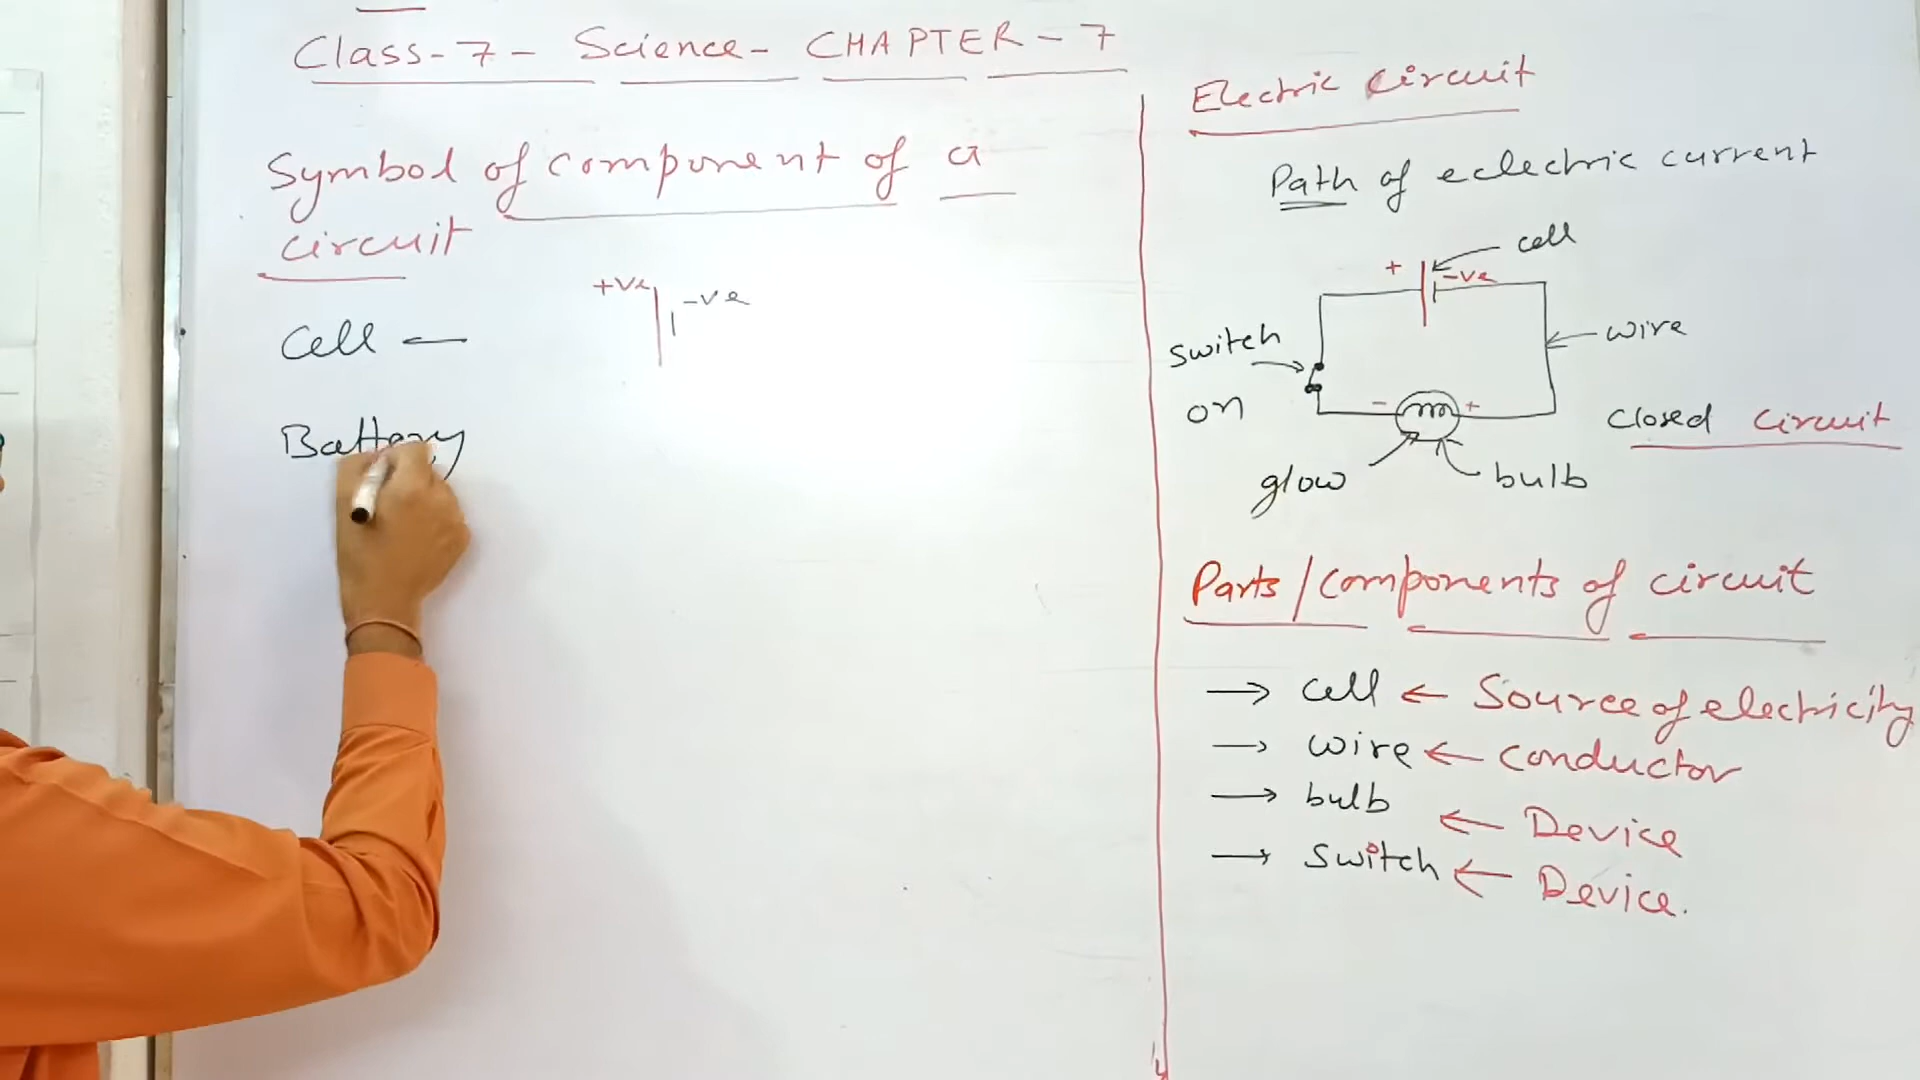 Class-7- Science- CHAPTER-7
Symbol of component of a
circuit
+ve
-ve
Cell —
Battery
Electric Circuit
Path of eclectric current
cell
+
-ve
switch
wire
on
-
+
closed circuit
glow
bulb
Parts/components of circuit
→ cell ← Source of electricity
→ wire ← conductor
→ bulb ← Device
→ switch ← Device.